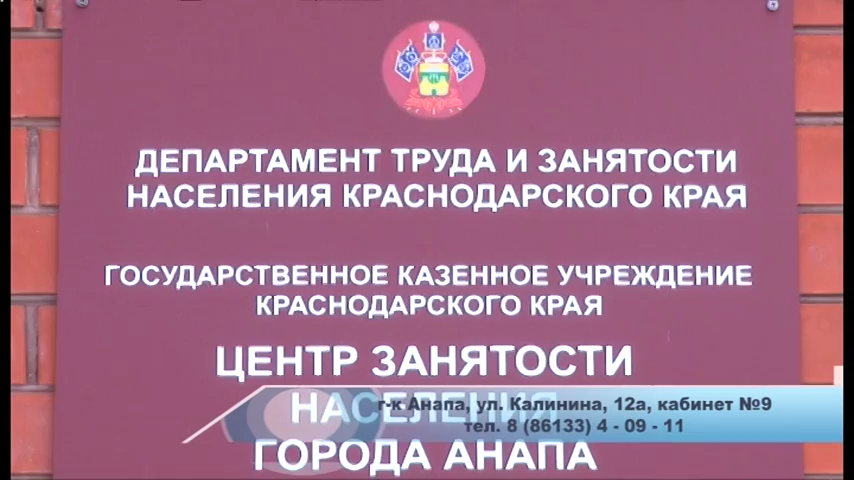 ДЕПАРТАМЕНТ ТРУДА И ЗАНЯТОСТИ
НАСЕЛЕНИЯ КРАСНОДАРСКОГО КРАЯ
ГОСУДАРСТВЕННОЕ КАЗЕННОЕ УЧРЕЖДЕНИЕ
КРАСНОДАРСКОГО КРАЯ
ЦЕНТР ЗАНЯТОСТИ
НАСЕЛЕНИЯ
ГОРОДА АНАПА
г-к Анапа, ул. Калинина, 12а, кабинет №9
тел. 8 (86133) 4 - 09 - 11